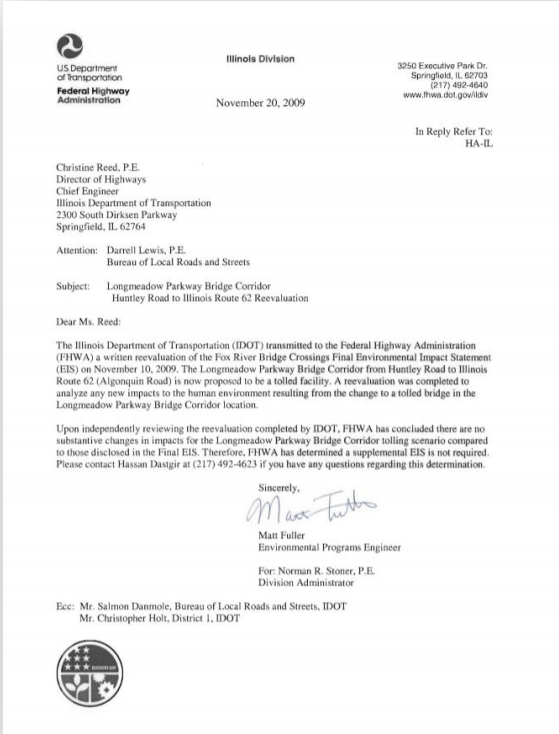 US Department
of Transportation
Federal Highway
Administration
Illinois Division
November 20, 2009
3250 Executive Park Dr.
Springfield, IL 62703
(217) 492-4640
www.fhwa.dot.gov/ildiv
In Reply Refer To:
HA-IL
Christine Reed, P.E.
Director of Highways
Chief Engineer
Illinois Department of Transportation
2300 South Dirksen Parkway
Springfield, IL 62764
Attention: Darrell Lewis, P.E.
Bureau of Local Roads and Streets
Subject: Longmeadow Parkway Bridge Corridor
Huntley Road to Illinois Route 62 Reevaluation
Dear Ms. Reed:
The Illinois Department of Transportation (IDOT) transmitted to the Federal Highway Administration
(FHWA) a written reevaluation of the Fox River Bridge Crossings Final Environmental Impact Statement
(EIS) on November 10, 2009. The Longmeadow Parkway Bridge Corridor from Huntley Road to Illinois
Route 62 (Algonquin Road) is now proposed to be a tolled facility. A reevaluation was completed to
analyze any new impacts to the human environment resulting from the change to a tolled bridge in the
Longmeadow Parkway Bridge Corridor location.
Upon independently reviewing the reevaluation completed by IDOT, FHWA has concluded there are no
substantive changes in impacts for the Longmeadow Parkway Bridge Corridor tolling scenario compared
to those disclosed in the Final EIS. Therefore, FHWA has determined a supplemental EIS is not required.
Please contact Hassan Dastgir at (217) 492-4623 if you have any questions regarding this determination.
Sincerely,
Matt Fuller
Matt Fuller
Environmental Programs Engineer
For: Norman R. Stoner, P.E.
Division Administrator
Ecc: Mr. Salmon Danmole, Bureau of Local Roads and Streets, IDOT
Mr. Christopher Holt, District 1, IDOT